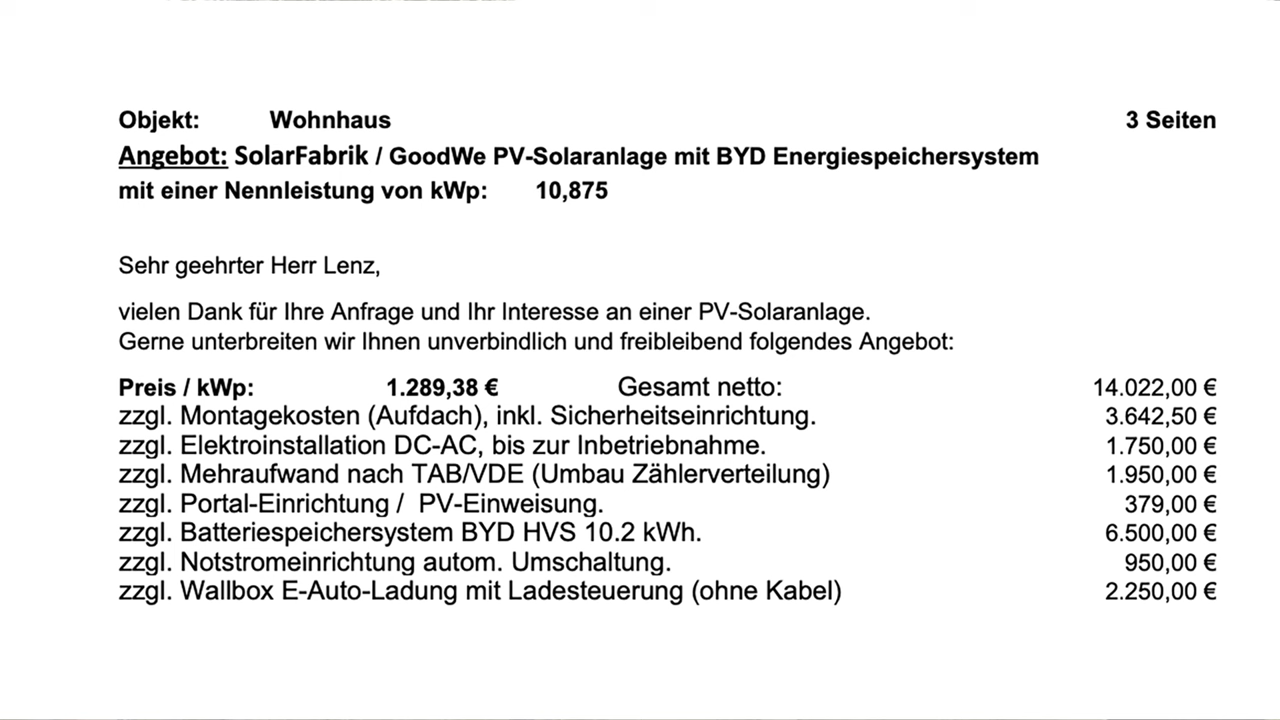 Objekt: Wohnhaus 3 Seiten
Angebot: SolarFabrik / GoodWe PV-Solaranlage mit BYD Energiespeichersystem
mit einer Nennleistung von kWp: 10,875
Sehr geehrter Herr Lenz,
vielen Dank für Ihre Anfrage und Ihr Interesse an einer PV-Solaranlage.
Gerne unterbreiten wir Ihnen unverbindlich und freibleibend folgendes Angebot:
Preis / kWp: 1.289,38 € Gesamt netto: 14.022,00 €
zzgl. Montagekosten (Aufdach), inkl. Sicherheitseinrichtung. 3.642,50 €
zzgl. Elektroinstallation DC-AC, bis zur Inbetriebnahme. 1.750,00 €
zzgl. Mehraufwand nach TAB/VDE (Umbau Zählerverteilung) 1.950,00 €
zzgl. Portal-Einrichtung / PV-Einweisung. 379,00 €
zzgl. Batteriespeichersystem BYD HVS 10.2 kWh. 6.500,00 €
zzgl. Notstromeinrichtung autom. Umschaltung. 950,00 €
zzgl. Wallbox E-Auto-Ladung mit Ladesteuerung (ohne Kabel) 2.250,00 €